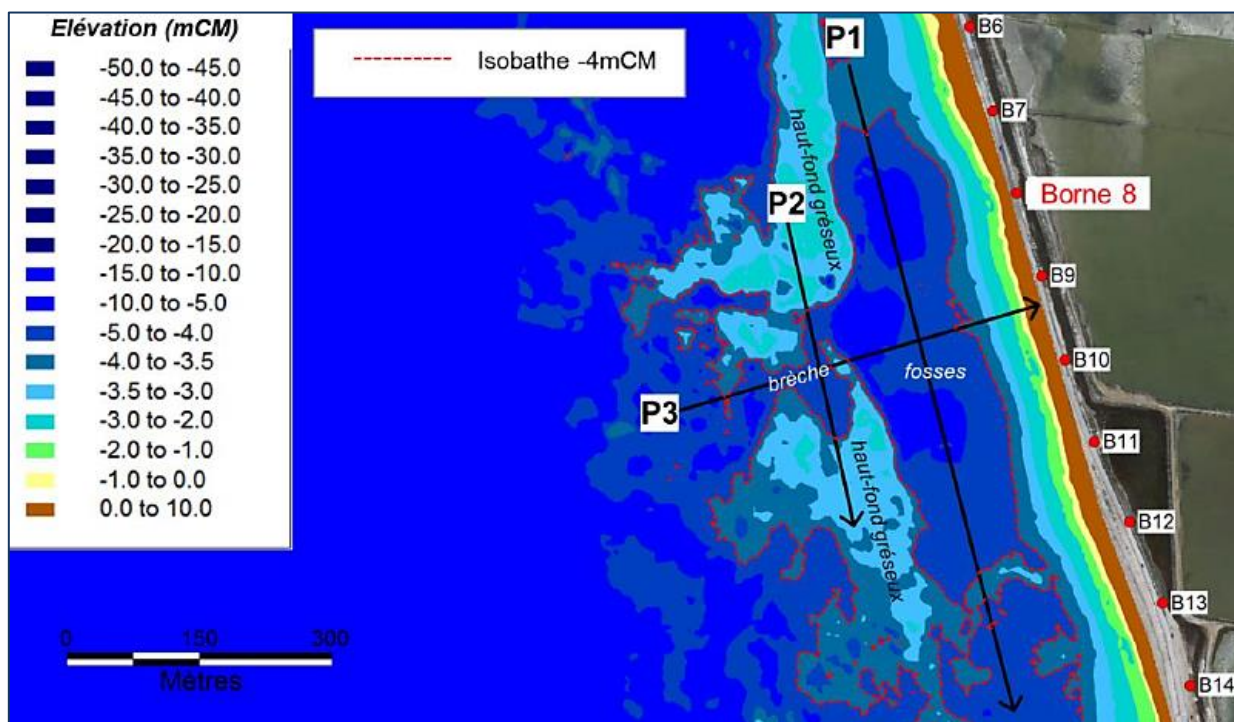 Elévation (mCM)
-50.0 to -45.0
-45.0 to -40.0
-40.0 to -35.0
-35.0 to -30.0
-30.0 to -25.0
-25.0 to -20.0
-20.0 to -15.0
-15.0 to -10.0
-10.0 to -5.0
-5.0 to -4.0
-4.0 to -3.5
-3.5 to -3.0
-3.0 to -2.0
-2.0 to -1.0
-1.0 to 0.0
0.0 to 10.0
Isobathe -4mCM
P1
B6
B7
haut-fond gréseux
P2
Borne 8
B9
brèche
fosses
B10
P3
B11
haut-fond gréseux
B12
B13
B14
0 150 300
Mètres